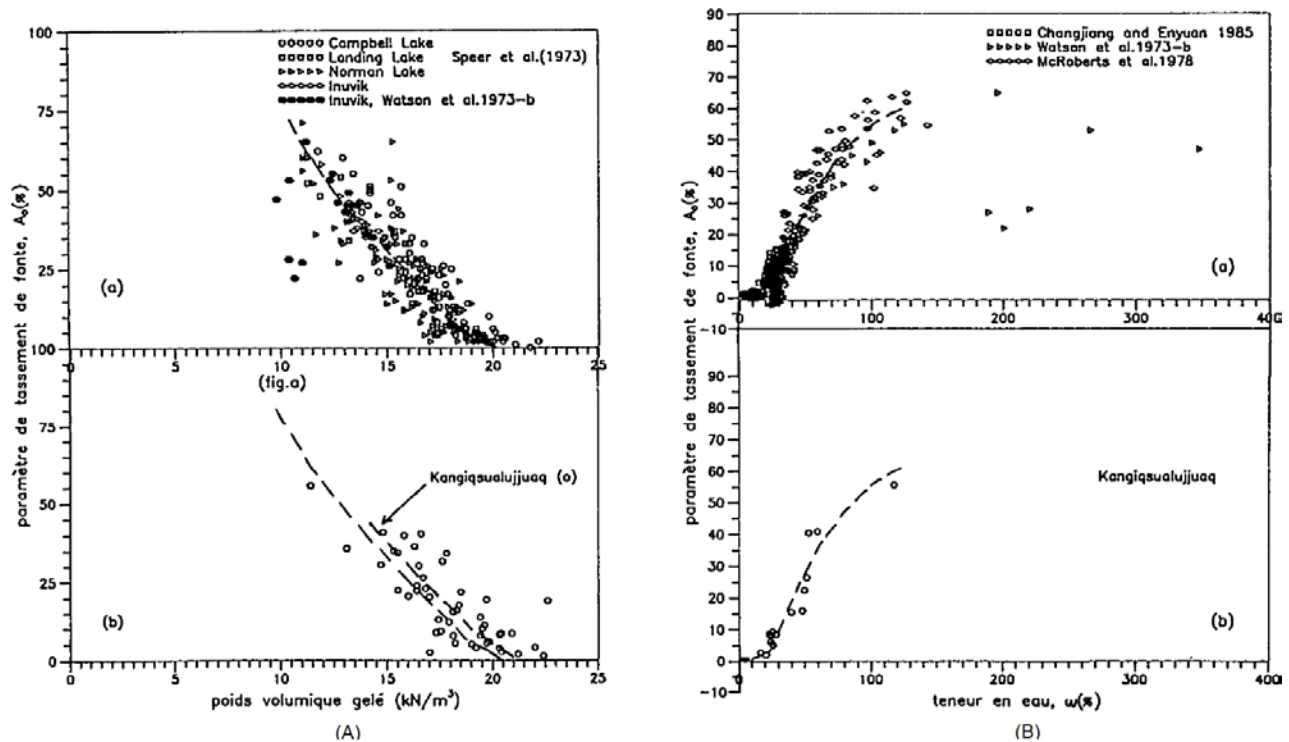 100
75
50
25
100
75
50
25
0
paramètre de tassement de fonte, A₀(%)
Campbell Lake
Landing Lake Speer et al.(1973)
Norman Lake
Inuvik
Inuvik, Watson et al.1973-b
(a)
0 5 10 15 20 25
(fig.a)
Kangiqsualujjuaq (o)
(b)
0 5 10 15 20 25
poids volumique gelé (kN/m³)
(A)
90
80
70
60
50
40
30
20
10
0
-10
90
80
70
60
50
40
30
20
10
0
-10
paramètre de tassement de fonte, A₀(%)
Changjiang and Enyuan 1985
Watson et al.1973-b
McRoberts et al.1978
(a)
0 100 200 300 400
Kangiqsualujjuaq
(b)
0 100 200 300 400
teneur en eau, ω(%)
(B)